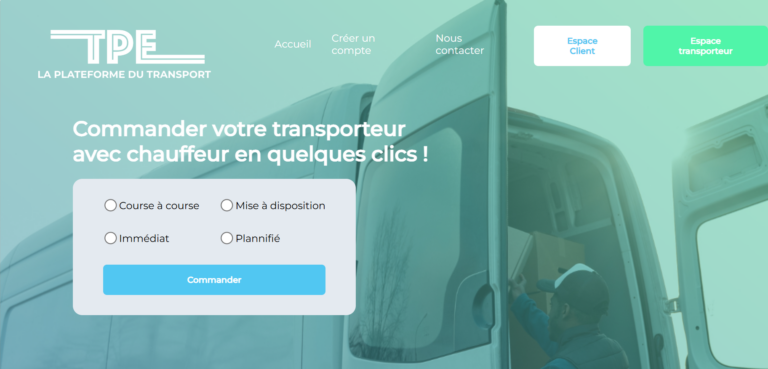 TPE
LA PLATEFORME DU TRANSPORT
Accueil
Créer un
compte
Nous
contacter
Espace
Client
Espace
transporteur
Commander votre transporteur
avec chauffeur en quelques clics !
Course à course
Mise à disposition
Immédiat
Plannifié
Commander